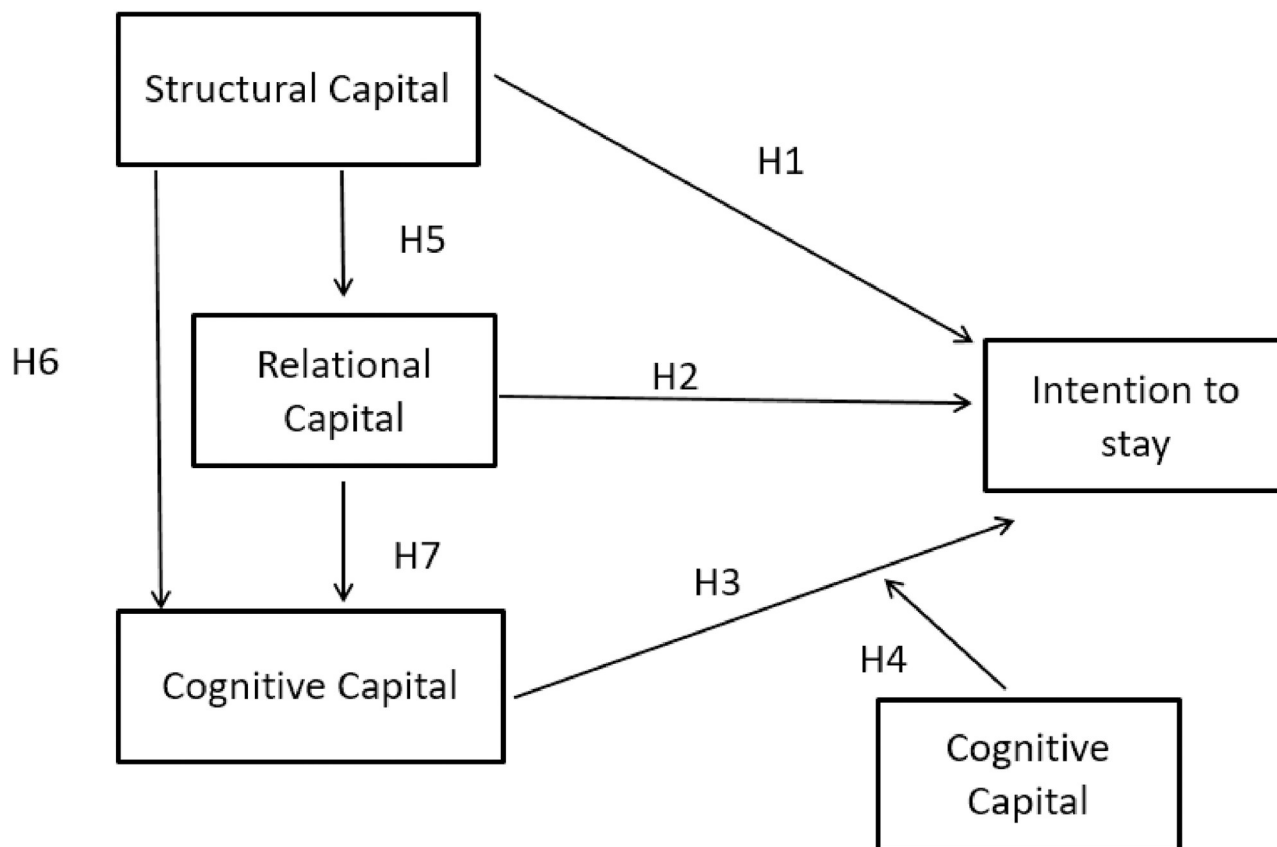 Structural Capital
H1
H5
Relational
Capital
H6
H2
Intention to
stay
H7
H3
Cognitive Capital
H4
Cognitive
Capital